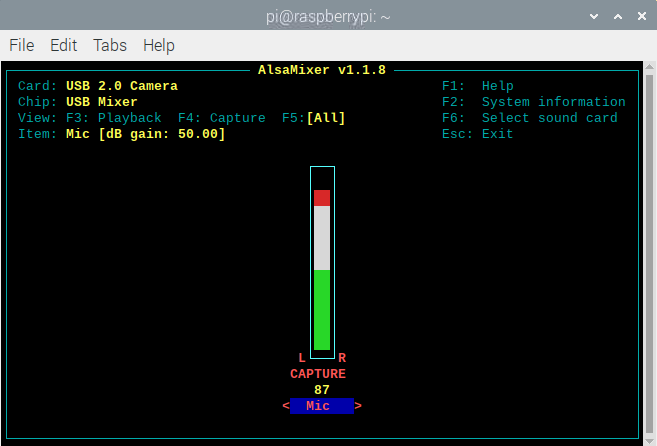 pi@raspberrypi: ~
File Edit Tabs Help
AlsaMixer v1.1.8
Card: USB 2.0 Camera F1: Help
Chip: USB Mixer F2: System information
View: F3: Playback F4: Capture F5:[All] F6: Select sound card
Item: Mic [dB gain: 50.00] Esc: Exit
L R
CAPTURE
87
< Mic >